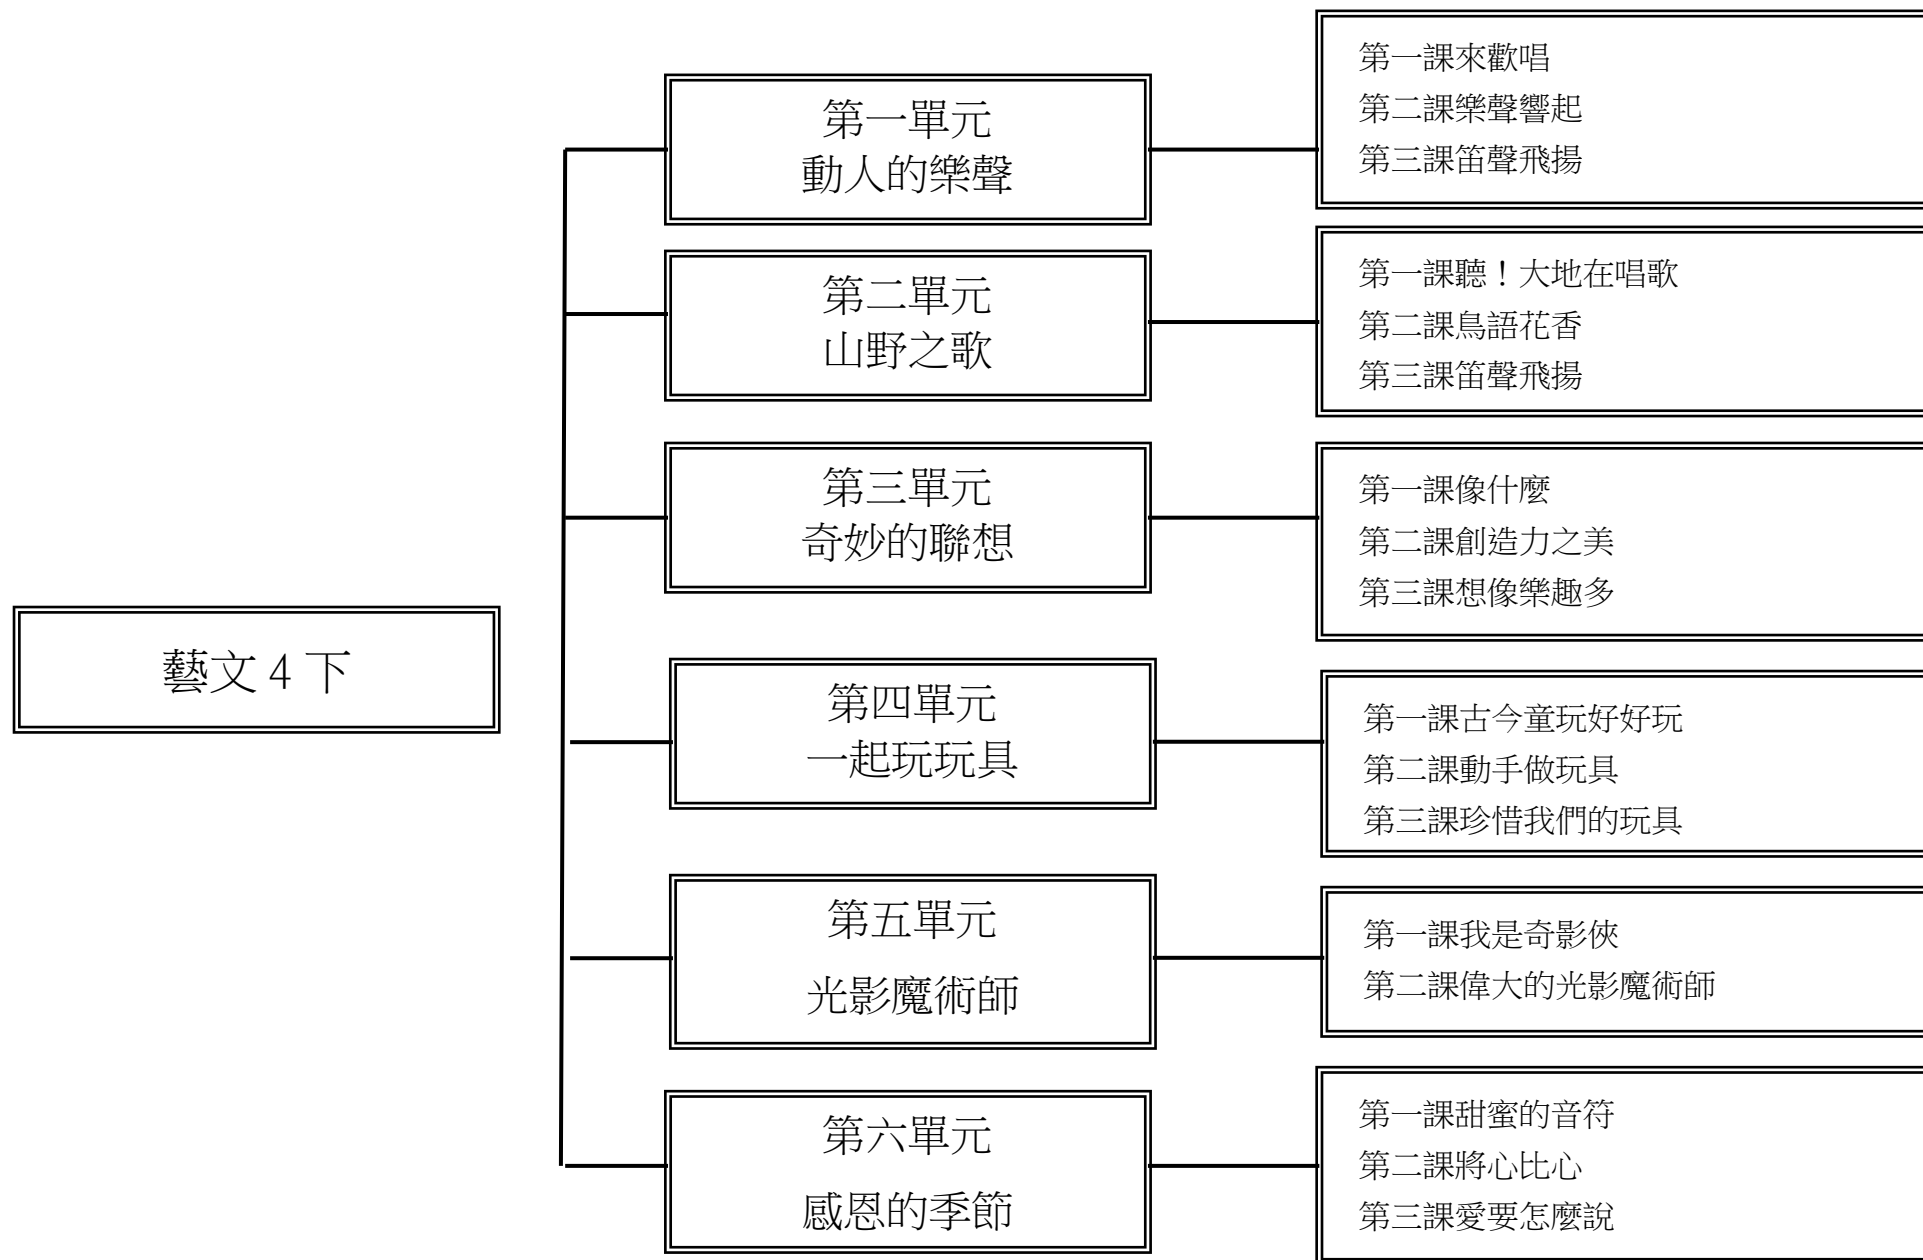 藝文4下
第一單元
動人的樂聲
第一課來歡唱
第二課樂聲響起
第三課笛聲飛揚
第二單元
山野之歌
第一課聽！大地在唱歌
第二課鳥語花香
第三課笛聲飛揚
第三單元
奇妙的聯想
第一課像什麼
第二課創造力之美
第三課想像樂趣多
第四單元
一起玩玩具
第一課古今童玩好好玩
第二課動手做玩具
第三課珍惜我們的玩具
第五單元
光影魔術師
第一課我是奇影俠
第二課偉大的光影魔術師
第六單元
感恩的季節
第一課甜蜜的音符
第二課將心比心
第三課愛要怎麼說